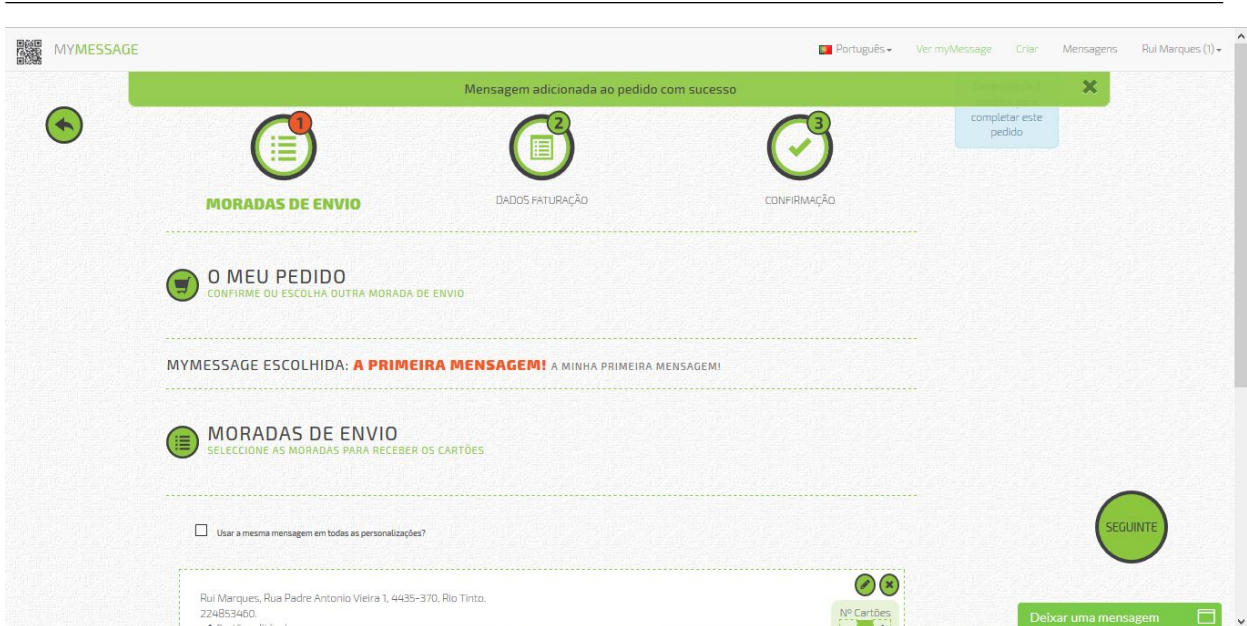 MYMESSAGE
Português
Ver myMessage
Criar
Mensagens
Rui Marques (1)
Mensagem adicionada ao pedido com sucesso
completar este
pedido
1
2
3
MORADAS DE ENVIO
DADOS FATURAÇÃO
CONFIRMAÇÃO
O MEU PEDIDO
CONFIRME OU ESCOLHA OUTRA MORADA DE ENVIO
MYMESSAGE ESCOLHIDA: A PRIMEIRA MENSAGEM! A MINHA PRIMEIRA MENSAGEM!
MORADAS DE ENVIO
SELECCIONE AS MORADAS PARA RECEBER OS CARTÕES
SEGUINTE
Usar a mesma mensagem em todas as personalizações?
Rui Marques, Rua Padre Antonio Vieira 1, 4435-370, Rio Tinto.
224853460.
Nº Cartões
Deixar uma mensagem